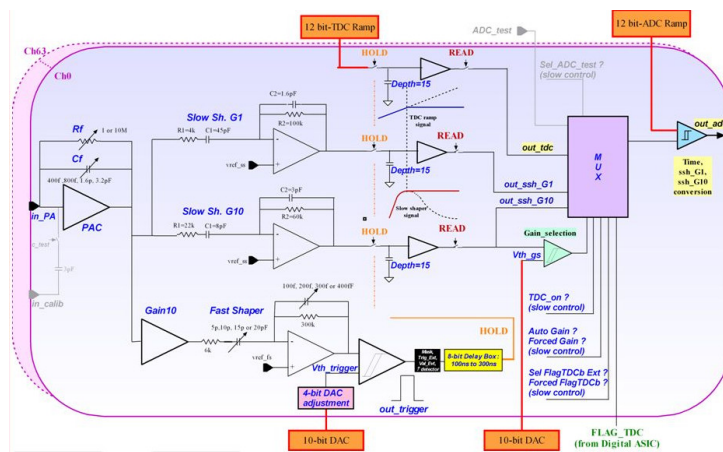 12 bit-TDC Ramp
12 bit-ADC Ramp
Ch63
Ch0
ADC_test
HOLD
READ
Sel_ADC_test ?
(slow control)
C2=1.6pF
Depth=15
Rf
1 or 10M
Slow Sh. G1
R2=100k
TDC ramp
signal
out_tdc
M
U
X
R1=4k
C1=45pF
HOLD
READ
Cf
400f ,800f, 1.6p, 3.2pF
vref_ss
Depth=15
out_ssh_G1
Time,
ssh_G1,
ssh_G10
conversion
in_PA
PAC
Slow Sh. G10
C2=3pF
R2=60k
Slow shaper
signal
out_ssh_G10
R1=22k
C1=8pF
HOLD
READ
Gain_selection
c_test
vref_ss
Depth=15
Vth_gs
in_calib
100f, 200f, 300f or 400fF
TDC_on ?
(slow control)
Gain10
Fast Shaper
5p,10p, 15p or 20pF
300k
HOLD
Auto Gain ?
Forced Gain ?
(slow control)
6k
vref_fs
Vth_trigger
8-bit Delay Box :
100ns to 300ns
4-bit DAC
adjustment
out_trigger
Sel FlagTDCb Ext ?
Forced FlagTDCb ?
(slow control)
10-bit DAC
10-bit DAC
FLAG_TDC
(from Digital ASIC)